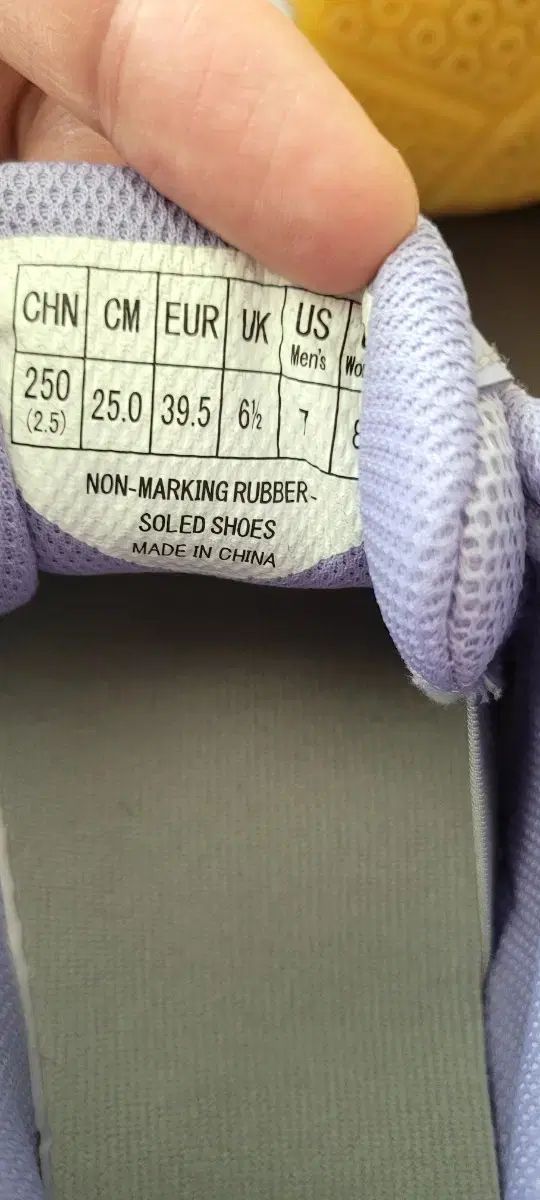 CHN CM EUR UK US
Men's
250 25.0 39.5 6½ 7
(2.5)
NON-MARKING RUBBER-
SOLED SHOES
MADE IN CHINA